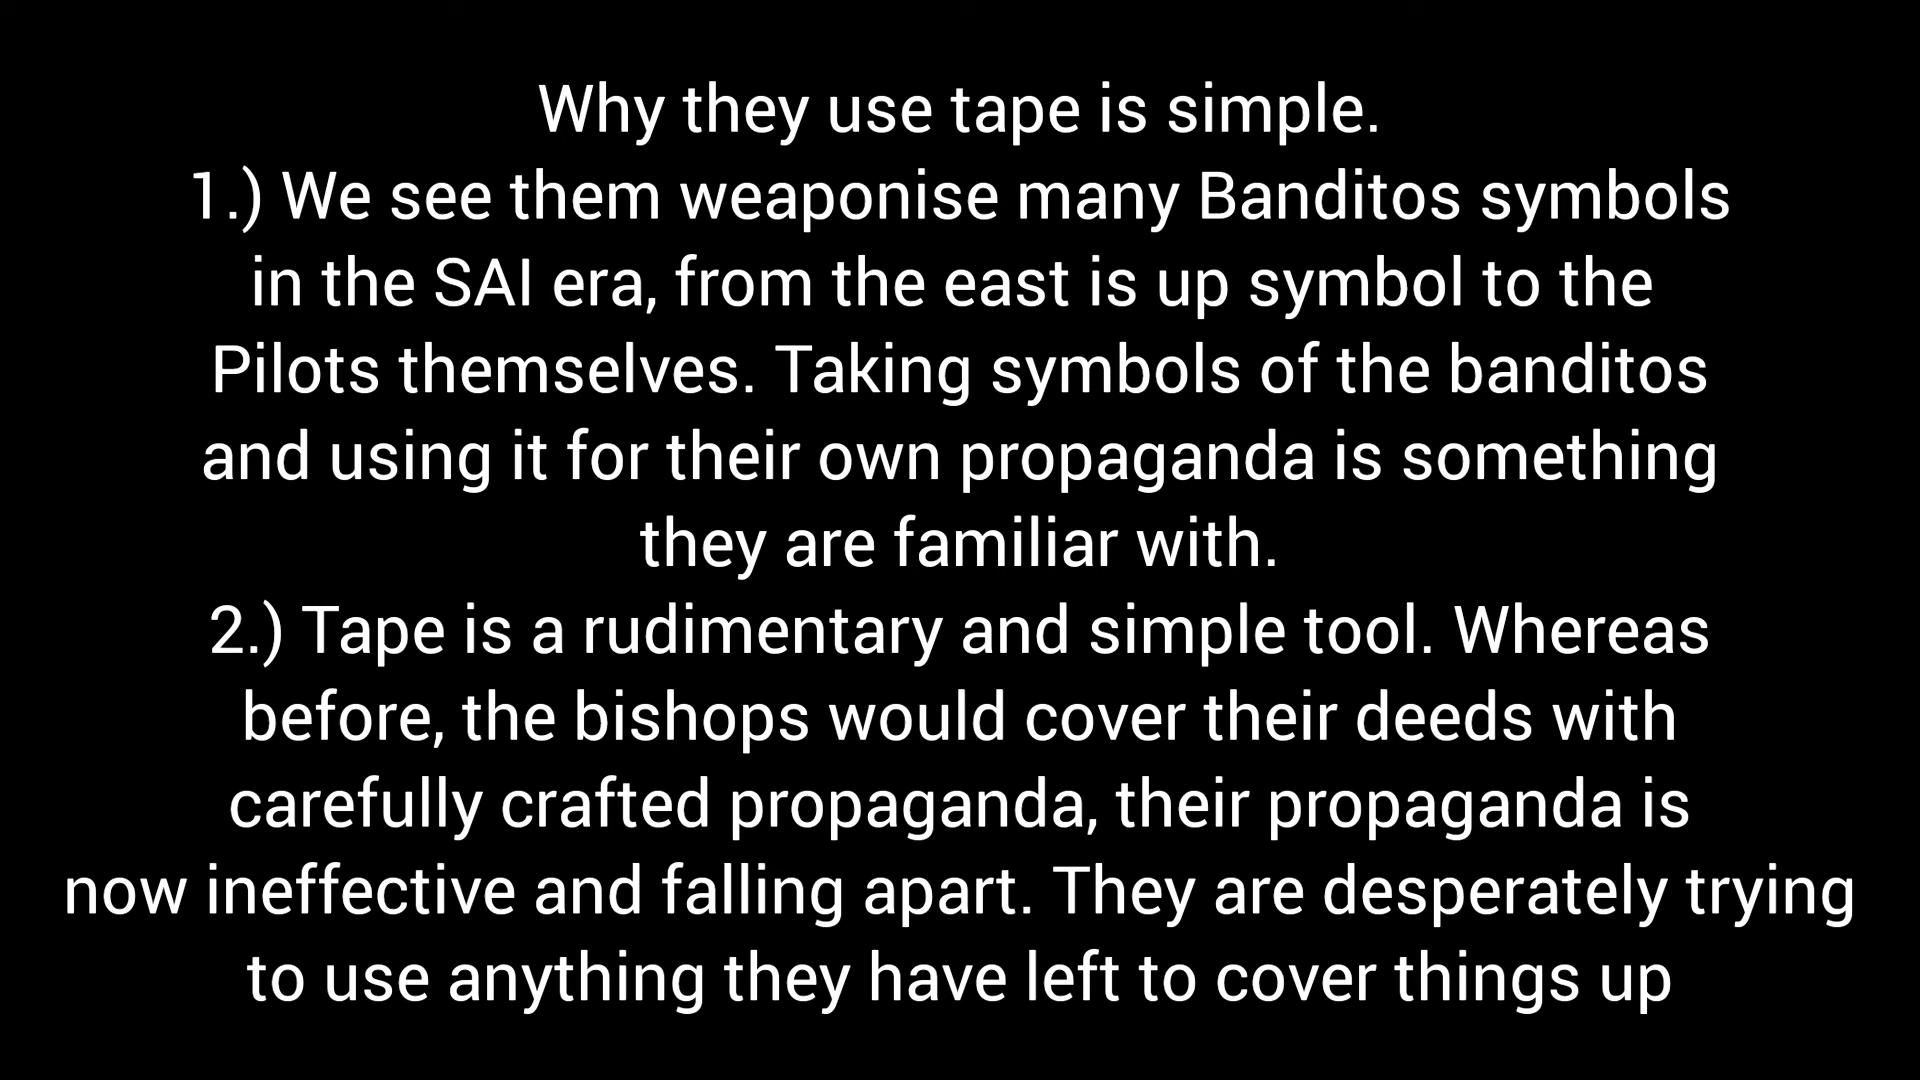 Why they use tape is simple.
1.) We see them weaponise many Banditos symbols
in the SAI era, from the east is up symbol to the
Pilots themselves. Taking symbols of the banditos
and using it for their own propaganda is something
they are familiar with.
2.) Tape is a rudimentary and simple tool. Whereas
before, the bishops would cover their deeds with
carefully crafted propaganda, their propaganda is
now ineffective and falling apart. They are desperately trying
to use anything they have left to cover things up